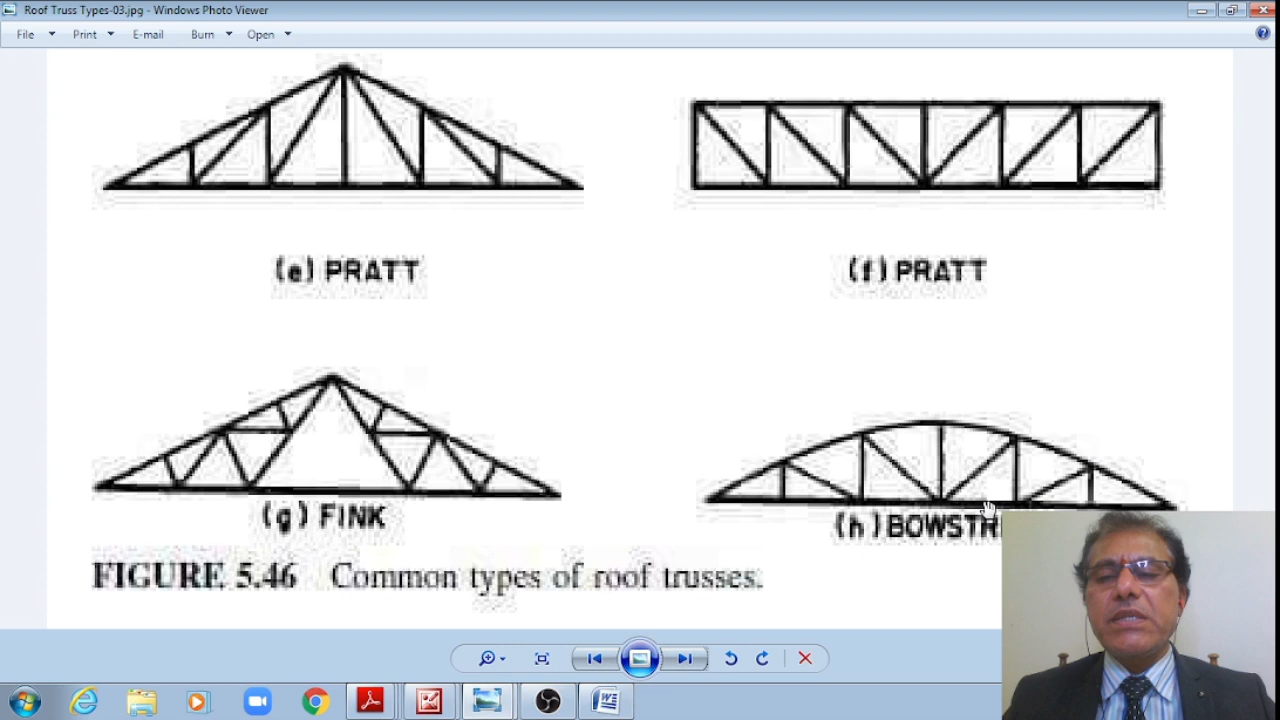 Roof Truss Types-03.jpg - Windows Photo Viewer
File Print E-mail Burn Open
(e) PRATT (f) PRATT
(g) FINK
(h) BOWSTR
FIGURE 5.46 Common types of roof trusses.